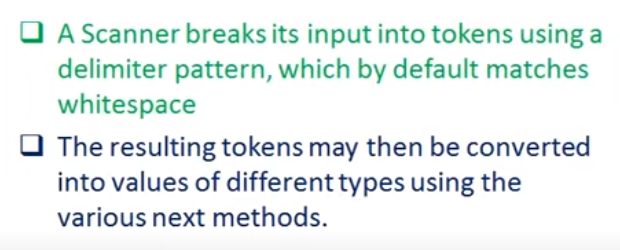 A Scanner breaks its input into tokens using a
delimiter pattern, which by default matches
whitespace
The resulting tokens may then be converted
into values of different types using the
various next methods.